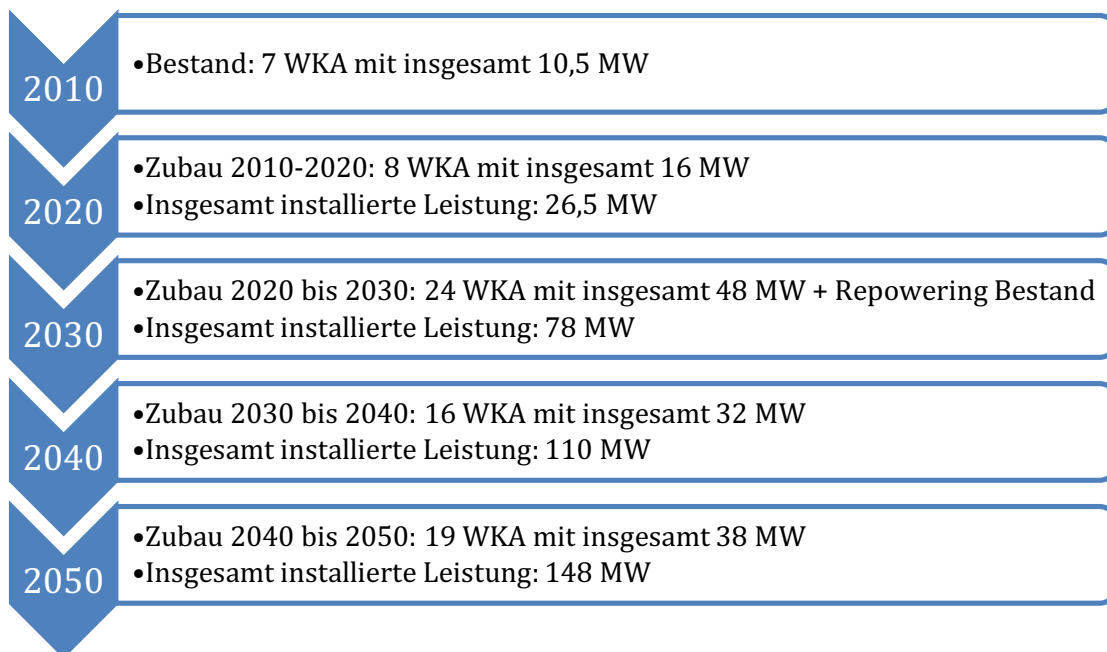 2010
•Bestand: 7 WKA mit insgesamt 10,5 MW
2020
•Zubau 2010-2020: 8 WKA mit insgesamt 16 MW
•Insgesamt installierte Leistung: 26,5 MW
2030
•Zubau 2020 bis 2030: 24 WKA mit insgesamt 48 MW + Repowering Bestand
•Insgesamt installierte Leistung: 78 MW
2040
•Zubau 2030 bis 2040: 16 WKA mit insgesamt 32 MW
•Insgesamt installierte Leistung: 110 MW
2050
•Zubau 2040 bis 2050: 19 WKA mit insgesamt 38 MW
•Insgesamt installierte Leistung: 148 MW